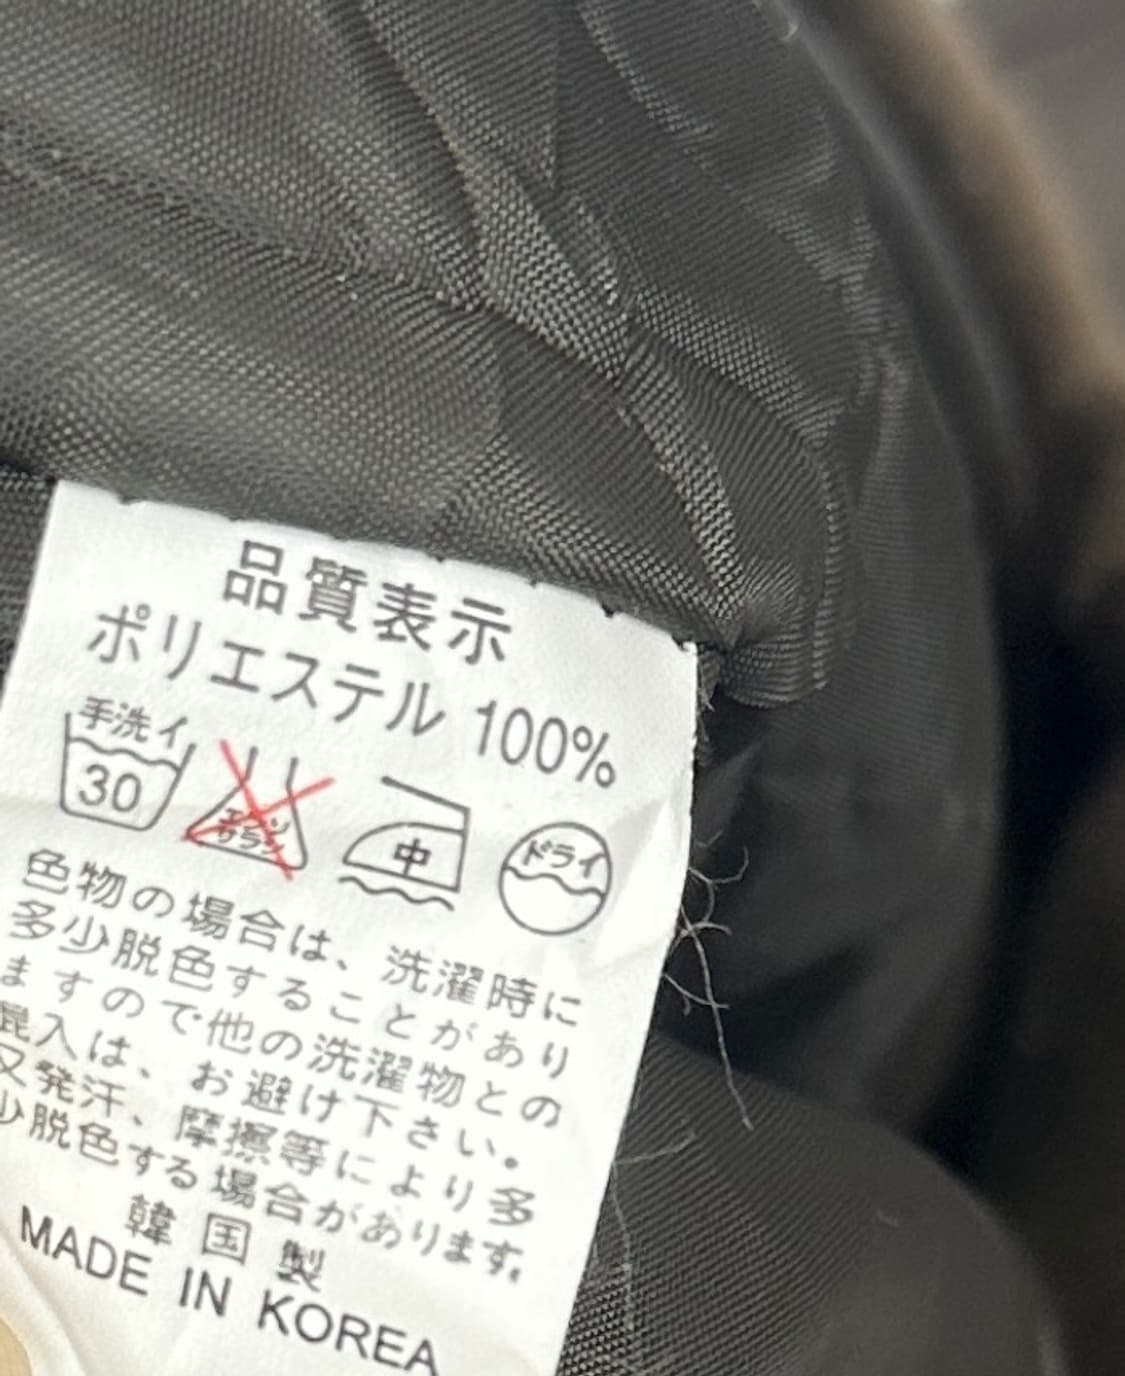 品質表示
ポリエステル 100%
手洗イ
30
エンソ
サラシ
中
ドライ
色物の場合は、洗濯時に
多少脱色することがあり
ますので他の洗濯物との
混入は、お避け下さい。
又発汗、摩擦等により多
少脱色する場合があります。
韓国製
MADE IN KOREA